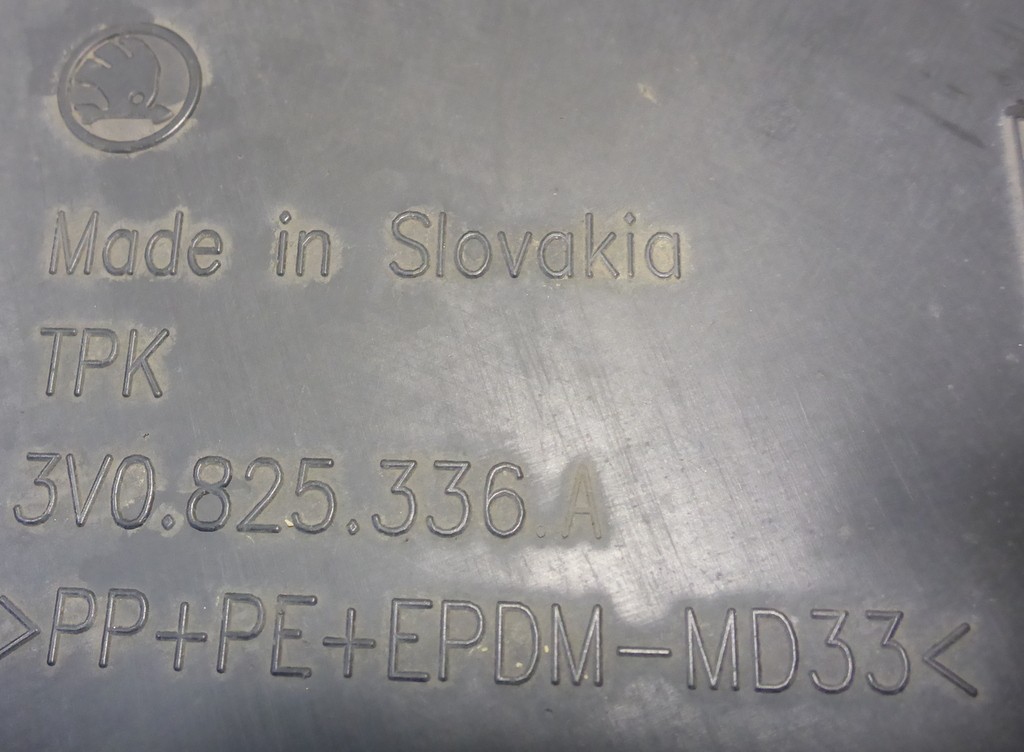 Made in Slovakia
TPK
3V0.825.336.A
>PP+PE+EPDM-MD33<